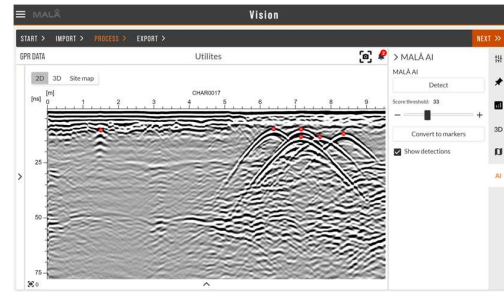 MALÅ
Vision
START > IMPORT > PROCESS > EXPORT >
NEXT >>
GPR DATA
Utilites
> MALÅ AI
MALÅ AI
Detect
Score threshold: 33
− +
Convert to markers
Show detections
2D 3D Site map
[m]
CHAR0017
[ns] 0 1 2 3 4 5 6 7 8 9
25
50
75
0
3D
AI